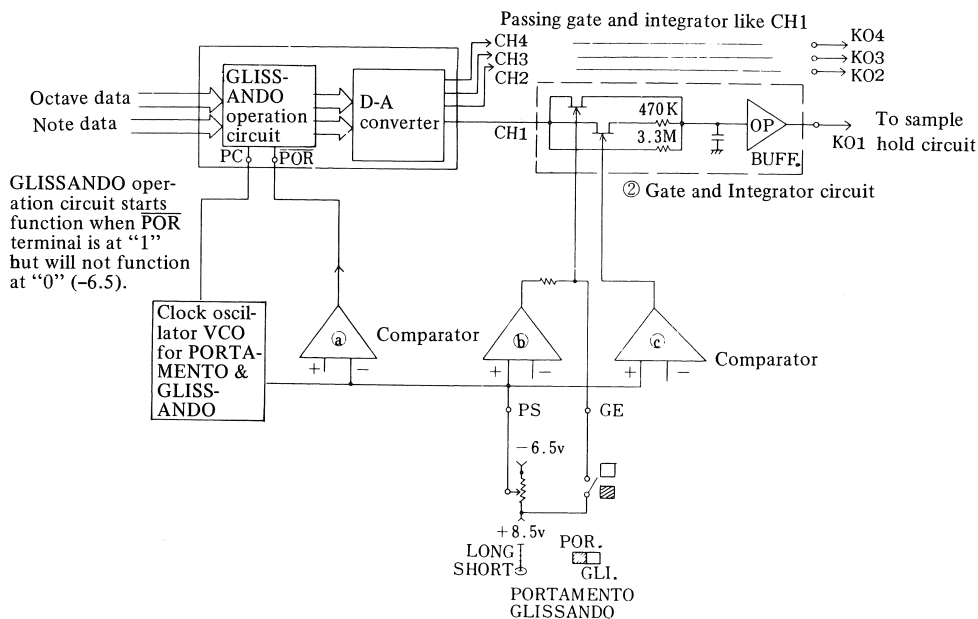 Passing gate and integrator like CH1
CH4
CH3
CH2
KO4
KO3
KO2
Octave data
Note data
GLISS-
ANDO
operation
circuit
PC
POR
D-A
converter
CH1
470K
3.3M
OP
BUFF.
KO1
To sample
hold circuit
② Gate and Integrator circuit
GLISSANDO oper-
ation circuit starts
function when POR
terminal is at “1”
but will not function
at “0” (–6.5).
Clock oscil-
lator VCO
for PORTA-
MENTO &
GLISS-
ANDO
ⓐ
+ −
Comparator
ⓑ
+ −
ⓒ
+ −
Comparator
PS
GE
−6.5v
+8.5v
LONG
SHORT
POR.
GLI.
PORTAMENTO
GLISSANDO